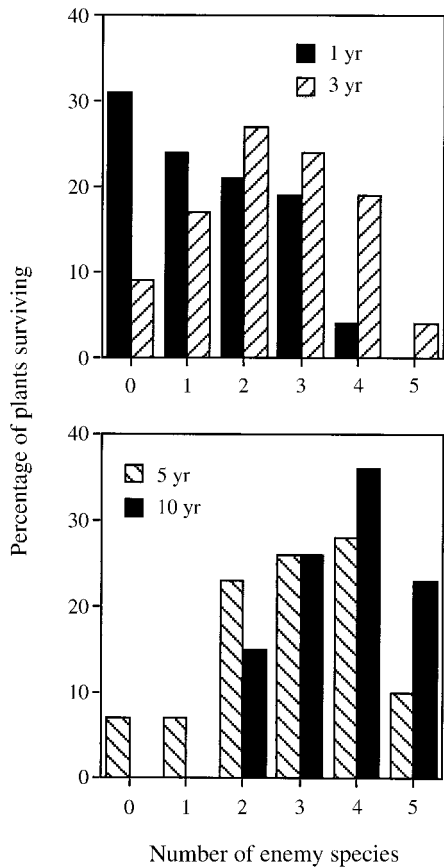 Percentage of plants surviving
40
30
20
10
0
1 yr
3 yr
0 1 2 3 4 5
40
30
20
10
0
5 yr
10 yr
0 1 2 3 4 5
Number of enemy species